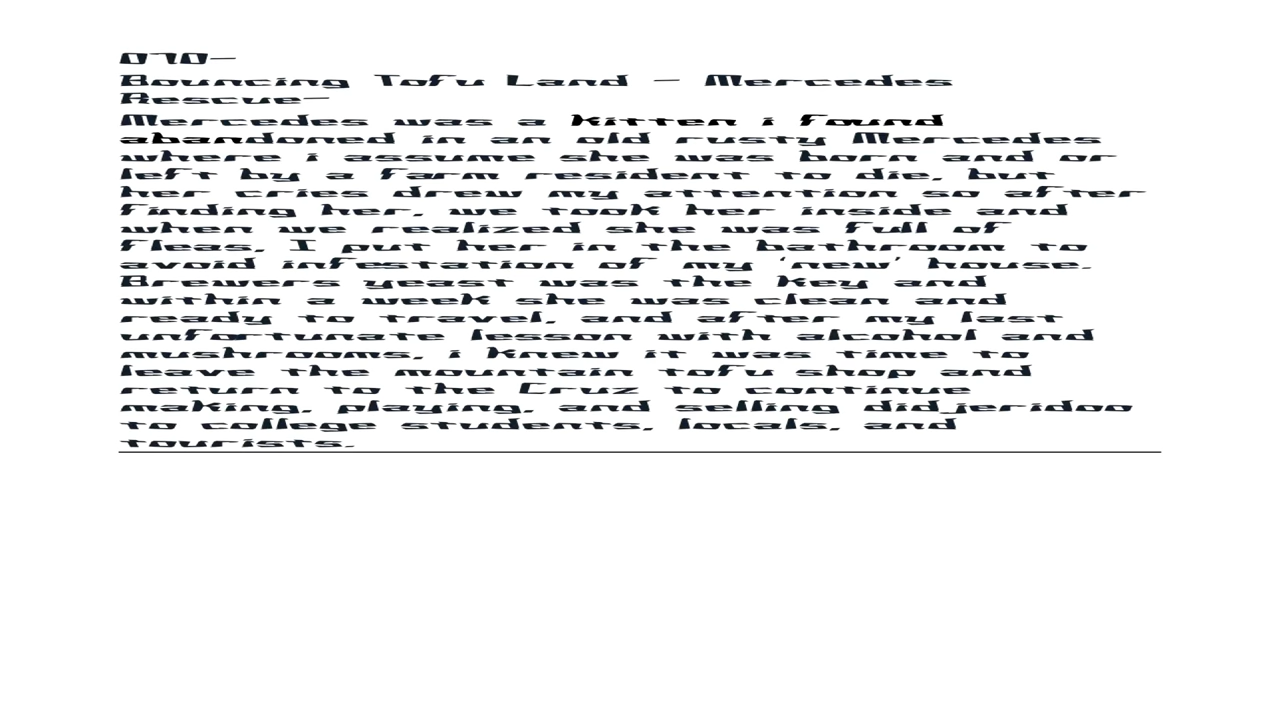 070—
Bouncing Tofu Land — Mercedes
Rescue—
Mercedes was a kitten i found
abandoned in an old rusty Mercedes
where i assume she was born and or
left by a farm resident to die, but
her cries drew my attention so after
finding her, we took her inside and
when we realized she was full of
fleas, I put her in the bathroom to
avoid infestation of my 'new' house.
Brewers yeast was the key and
within a week she was clean and
ready to travel, and after my last
unfortunate lesson with alcohol and
mushrooms, i knew it was time to
leave the mountain tofu shop and
return to the Cruz to continue
making, playing, and selling didjeridoo
to college students, locals, and
tourists.